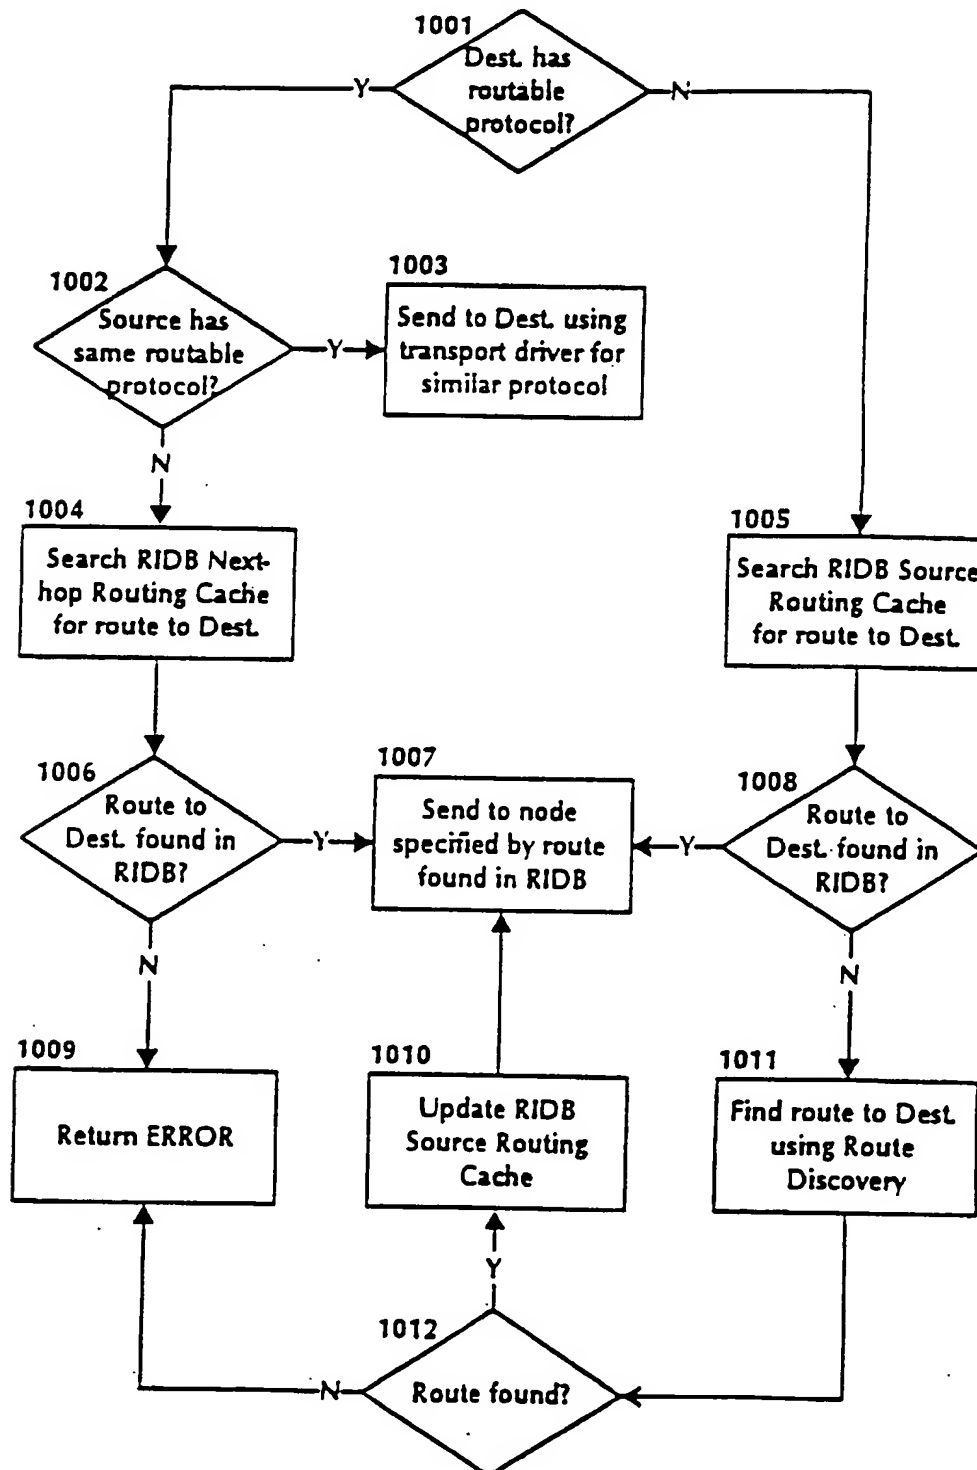 1001
Dest. has
routable
protocol?
Y
N
1002
Source has
same routable
protocol?
Y
N
1003
Send to Dest. using
transport driver for
similar protocol
1004
Search RIDB Next-
hop Routing Cache
for route to Dest.
1005
Search RIDB Source
Routing Cache
for route to Dest.
1006
Route to
Dest. found in
RIDB?
Y
N
1007
Send to node
specified by route
found in RIDB
1008
Route to
Dest. found in
RIDB?
Y
N
1009
Return ERROR
1010
Update RIDB
Source Routing
Cache
1011
Find route to Dest.
using Route
Discovery
Y
1012
Route found?
N